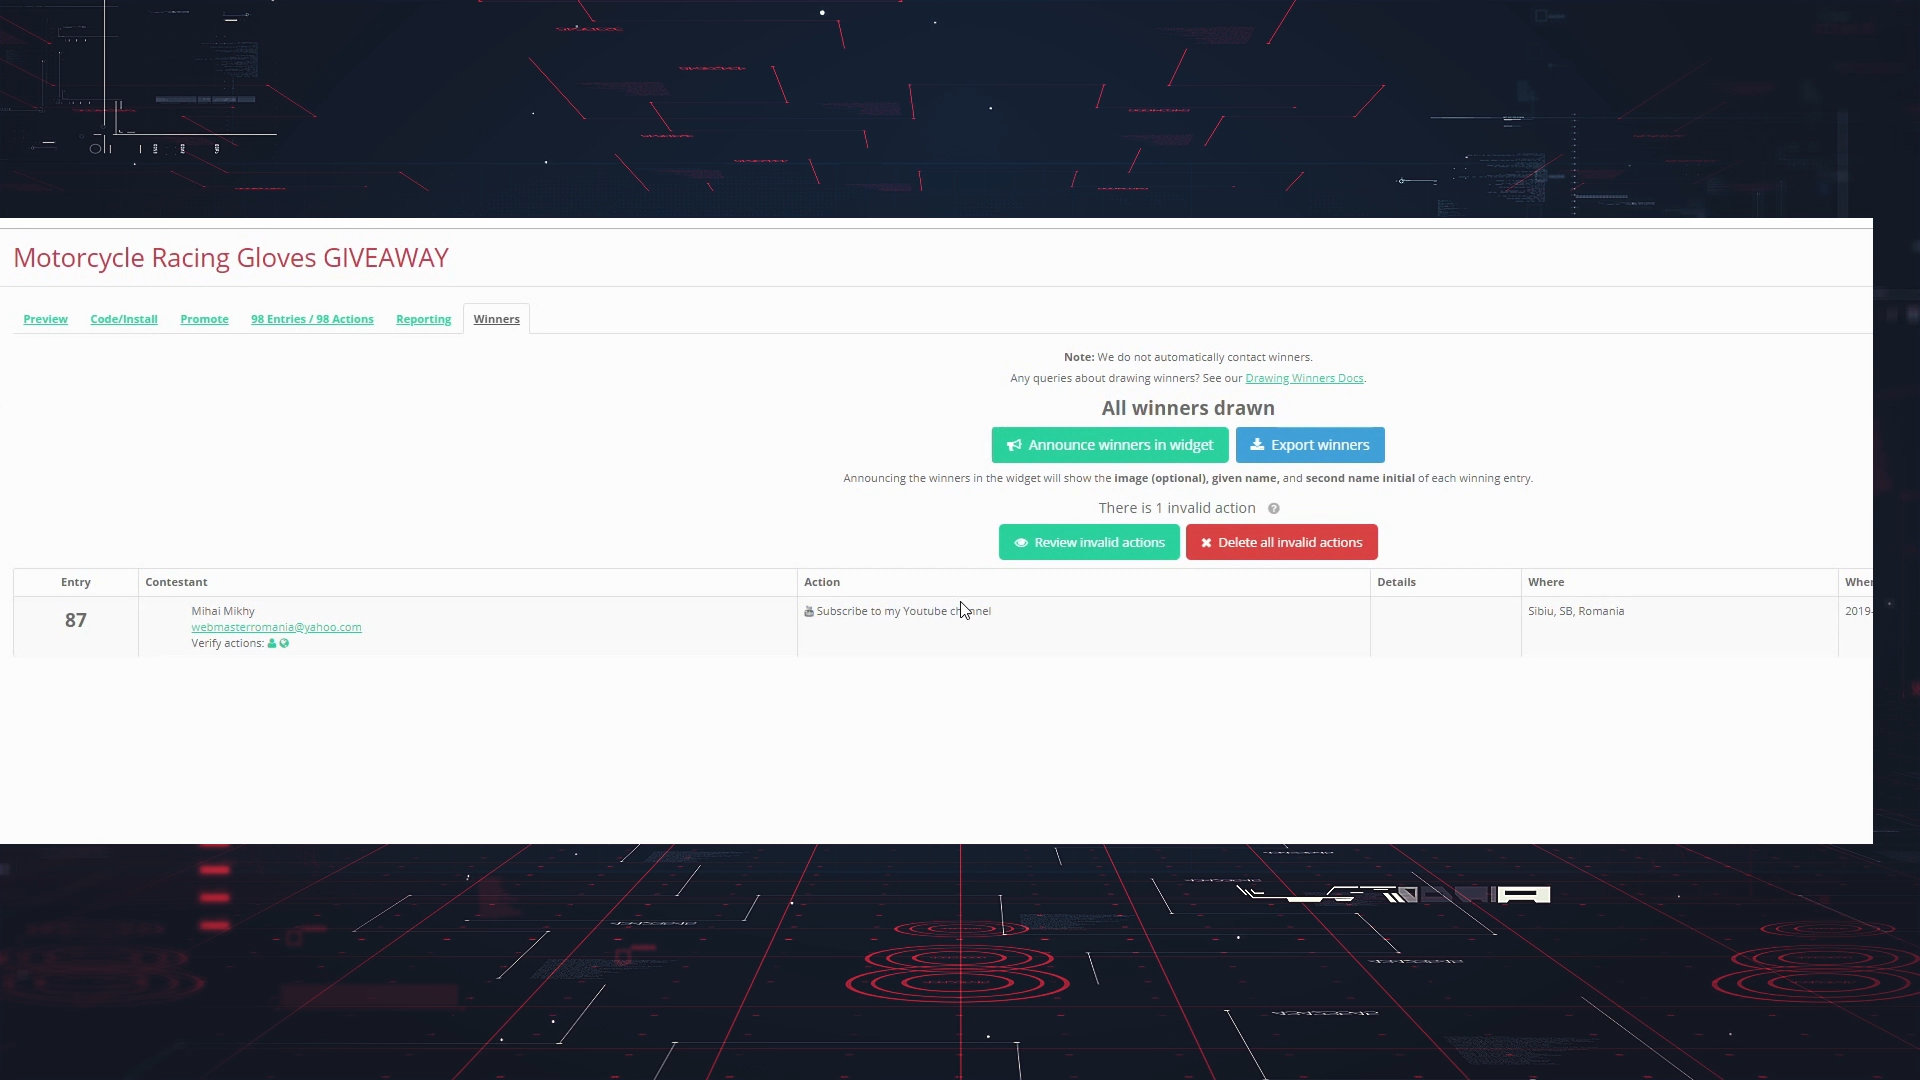 Motorcycle Racing Gloves GIVEAWAY
Preview Code/Install Promote 98 Entries / 98 Actions Reporting Winners
Note: We do not automatically contact winners.
Any queries about drawing winners? See our Drawing Winners Docs.
All winners drawn
Announce winners in widget Export winners
Announcing the winners in the widget will show the image (optional), given name, and second name initial of each winning entry.
There is 1 invalid action
Review invalid actions Delete all invalid actions
Entry Contestant Action Details Where
87 Mihai Mikhy Subscribe to my Youtube channel Sibiu, SB, Romania 2019-
webmasterromania@yahoo.com
Verify actions: